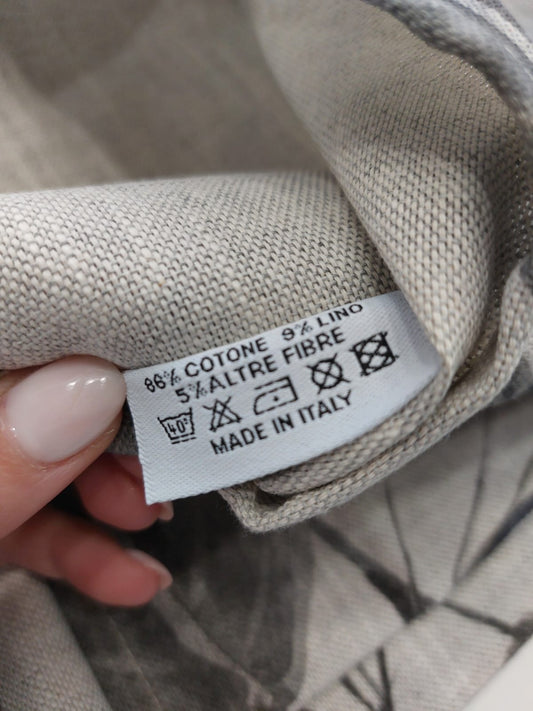 86% COTONE 9% LINO
5% ALTRE FIBRE
40°
MADE IN ITALY